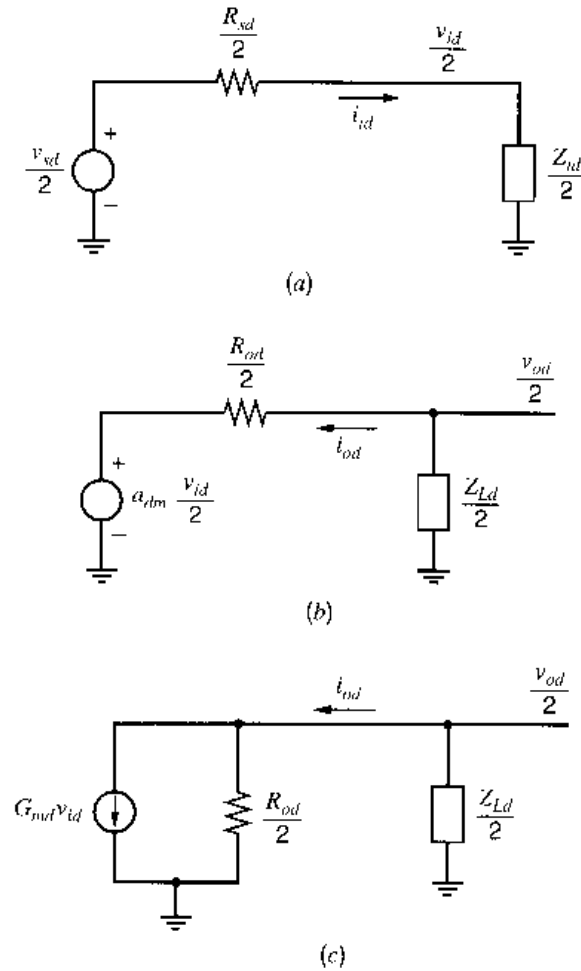 R_sd/2
v_id/2
i_id
+
v_sd/2
−
Z_id/2
(a)
R_od/2
v_od/2
i_od
+
a_dm v_id/2
−
Z_Ld/2
(b)
i_od
v_od/2
G_md v_id
R_od/2
Z_Ld/2
(c)